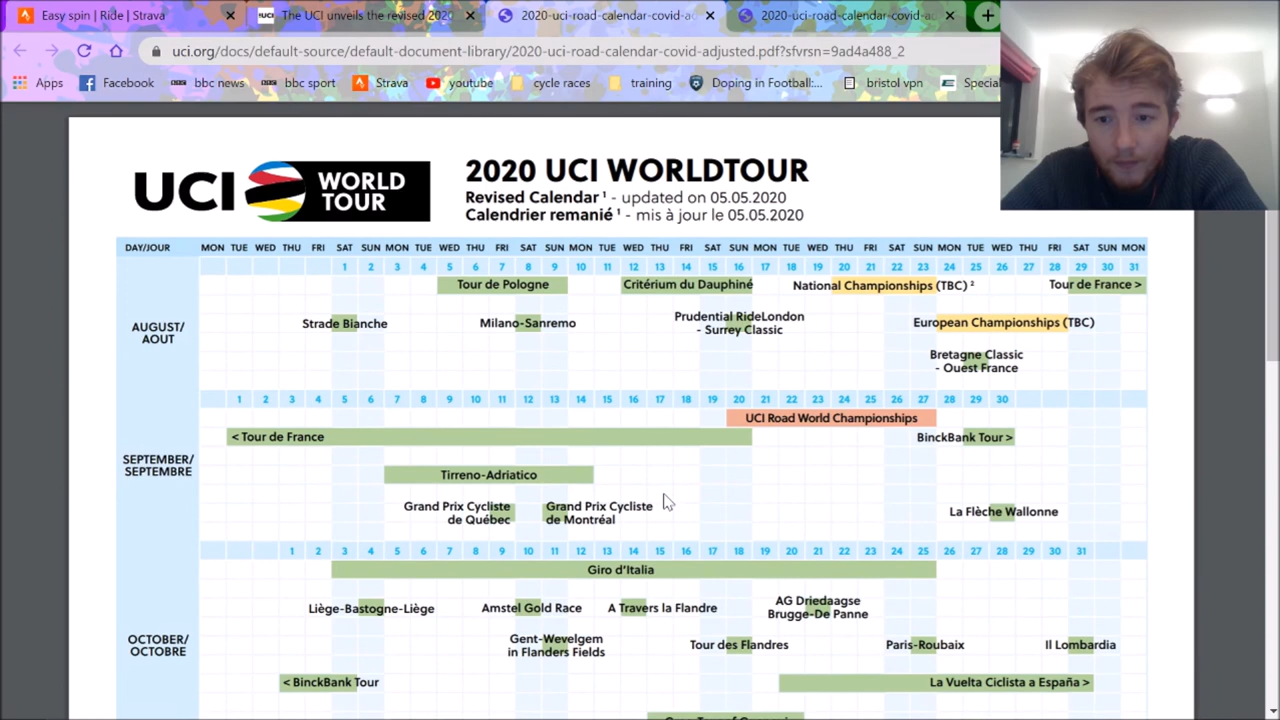 Easy spin | Ride | Strava
The UCI unveils the revised 2020
2020-uci-road-calendar-covid-ad
2020-uci-road-calendar-covid-ad
uci.org/docs/default-source/default-document-library/2020-uci-road-calendar-covid-adjusted.pdf?sfvrsn=9ad4a488_2
Apps Facebook bbc news bbc sport Strava youtube cycle races training Doping in Football:... bristol vpn Special
UCI WORLD TOUR
2020 UCI WORLDTOUR
Revised Calendar ¹ - updated on 05.05.2020
Calendrier remanié ¹ - mis à jour le 05.05.2020
DAY/JOUR MON TUE WED THU FRI SAT SUN MON TUE WED THU FRI SAT SUN MON TUE WED THU FRI SAT SUN MON TUE WED THU FRI SAT SUN MON TUE WED THU FRI SAT SUN MON
1 2 3 4 5 6 7 8 9 10 11 12 13 14 15 16 17 18 19 20 21 22 23 24 25 26 27 28 29 30 31
AUGUST/
AOUT
Tour de Pologne Critérium du Dauphiné National Championships (TBC) ² Tour de France >
Strade Bianche Milano-Sanremo Prudential RideLondon
- Surrey Classic
European Championships (TBC)
Bretagne Classic
- Ouest France
1 2 3 4 5 6 7 8 9 10 11 12 13 14 15 16 17 18 19 20 21 22 23 24 25 26 27 28 29 30
SEPTEMBER/
SEPTEMBRE
UCI Road World Championships
< Tour de France BinckBank Tour >
Tirreno-Adriatico
Grand Prix Cycliste
de Québec
Grand Prix Cycliste
de Montréal
La Flèche Wallonne
1 2 3 4 5 6 7 8 9 10 11 12 13 14 15 16 17 18 19 20 21 22 23 24 25 26 27 28 29 30 31
OCTOBER/
OCTOBRE
Giro d'Italia
Liège-Bastogne-Liège Amstel Gold Race A Travers la Flandre AG Driedaagse
Brugge-De Panne
Gent-Wevelgem
in Flanders Fields
Tour des Flandres Paris-Roubaix Il Lombardia
< BinckBank Tour La Vuelta Ciclista a España >